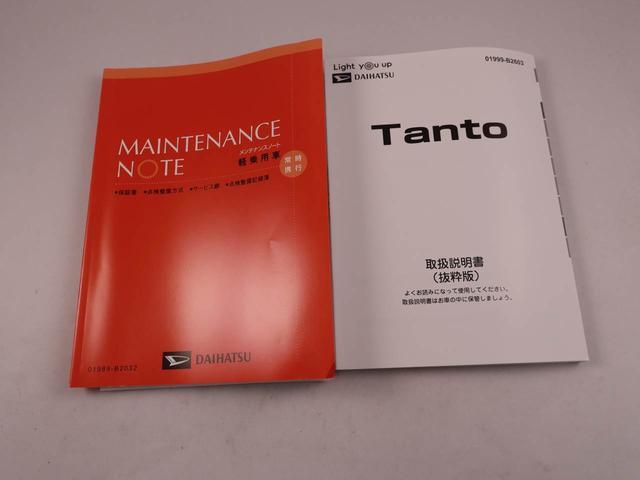 MAINTENANCE
NOTE
メンテナンスノート
軽乗用車
常時
携行
●保証書 ●点検整備方式 ●サービス網 ●点検整備記録簿
DAIHATSU
01999-B2032
Light you up
DAIHATSU
01999-B2603
Tanto
取扱説明書
(抜粋版)
よくお読みになって使用してください。
取扱説明書はお車の中に保管しましょう。